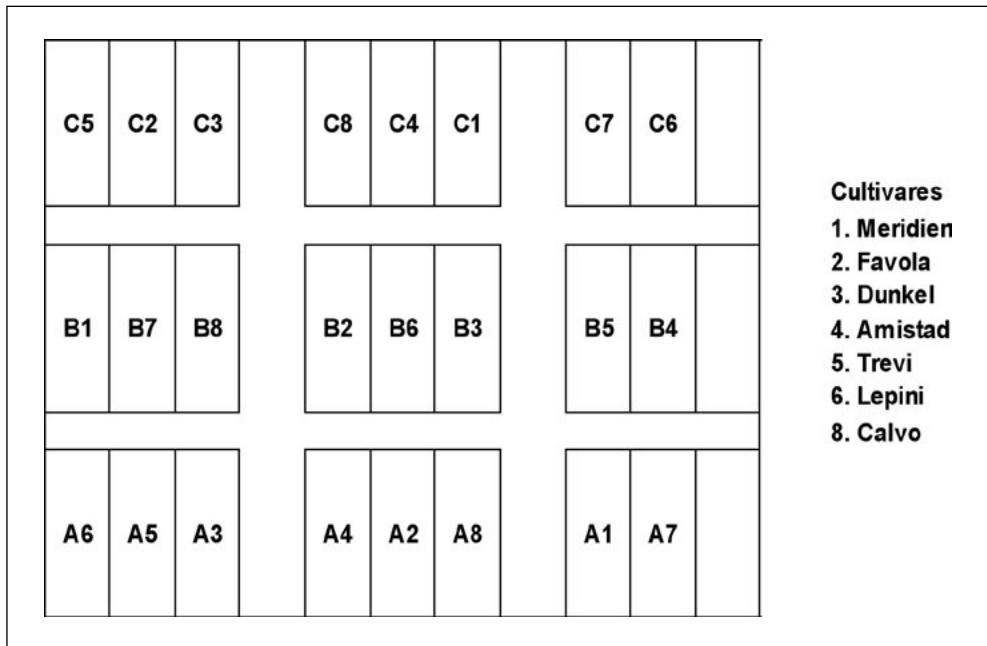 C5 C2 C3 C8 C4 C1 C7 C6
B1 B7 B8 B2 B6 B3 B5 B4
A6 A5 A3 A4 A2 A8 A1 A7
Cultivares
1. Meridien
2. Favola
3. Dunkel
4. Amistad
5. Trevi
6. Lepini
8. Calvo